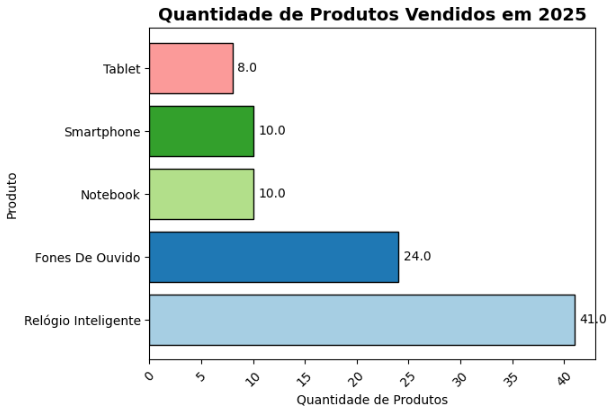 Quantidade de Produtos Vendidos em 2025
Produto
Tablet
8.0
Smartphone
10.0
Notebook
10.0
Fones De Ouvido
24.0
Relógio Inteligente
41.0
0 5 10 15 20 25 30 35 40
Quantidade de Produtos